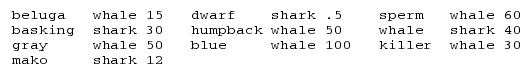 beluga whale 15 dwarf shark .5 sperm whale 60
basking shark 30 humpback whale 50 whale shark 40
gray whale 50 blue whale 100 killer whale 30
mako shark 12